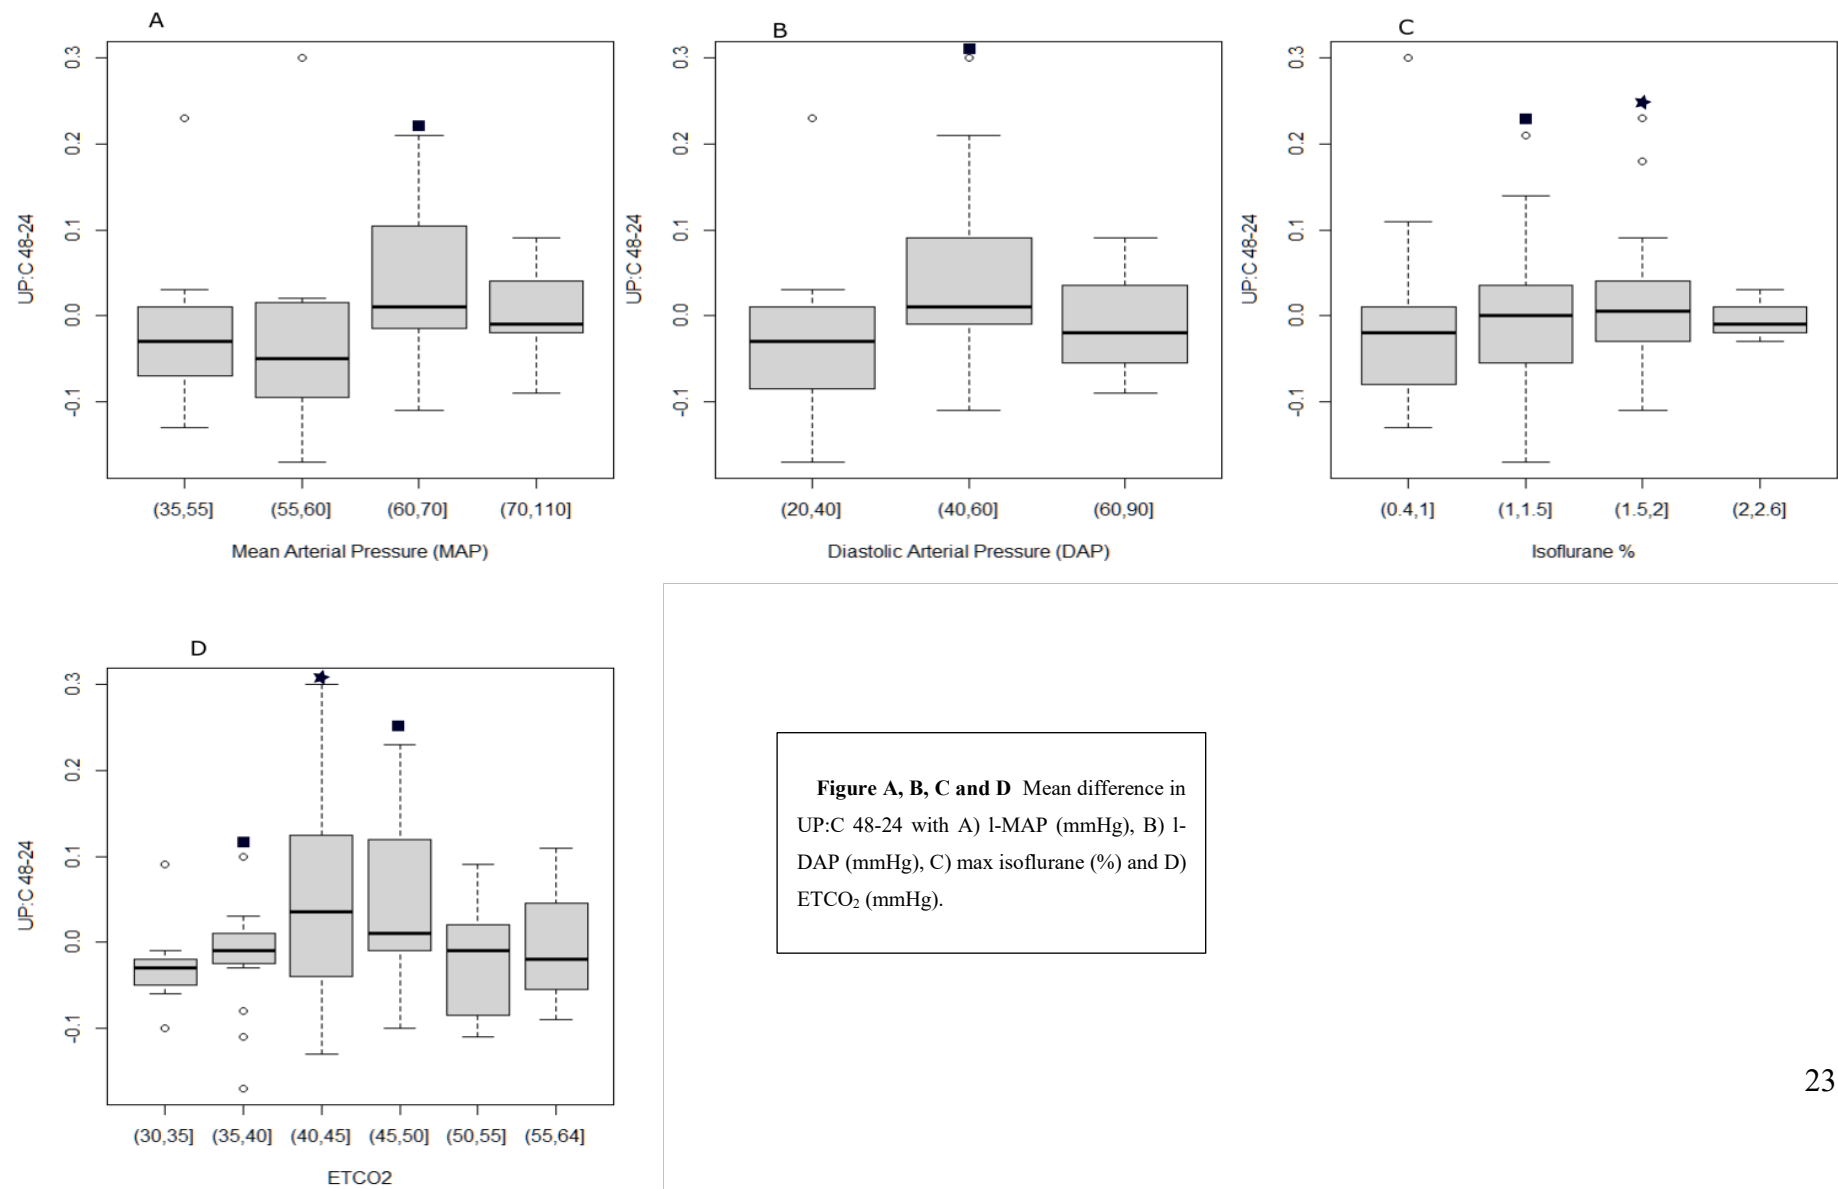 A
0.3
0.2
0.1
0.0
-0.1
UP:C 48-24
(35,55] (55,60] (60,70] (70,110]
Mean Arterial Pressure (MAP)
B
0.3
0.2
0.1
0.0
-0.1
UP:C 48-24
(20,40] (40,60] (60,90]
Diastolic Arterial Pressure (DAP)
C
0.3
0.2
0.1
0.0
-0.1
UP:C 48-24
(0.4,1] (1,1.5] (1.5,2] (2,2.6]
Isoflurane %
D
0.3
0.2
0.1
0.0
-0.1
UP:C 48-24
(30,35] (35,40] (40,45] (45,50] (50,55] (55,64]
ETCO2
Figure A, B, C and D Mean difference in
UP:C 48-24 with A) l-MAP (mmHg), B) l-
DAP (mmHg), C) max isoflurane (%) and D)
ETCO₂ (mmHg).
23